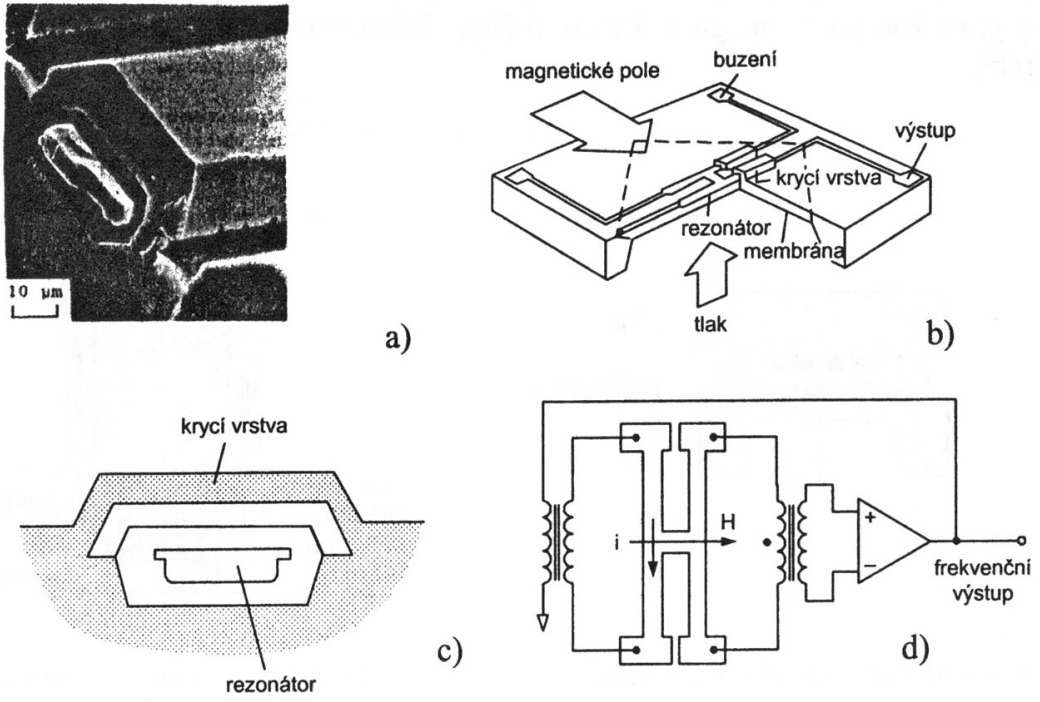 10 µm
a)
magnetické pole
buzení
výstup
krycí vrstva
rezonátor
membrána
tlak
b)
krycí vrstva
rezonátor
c)
i
H
+
−
frekvenční
výstup
d)